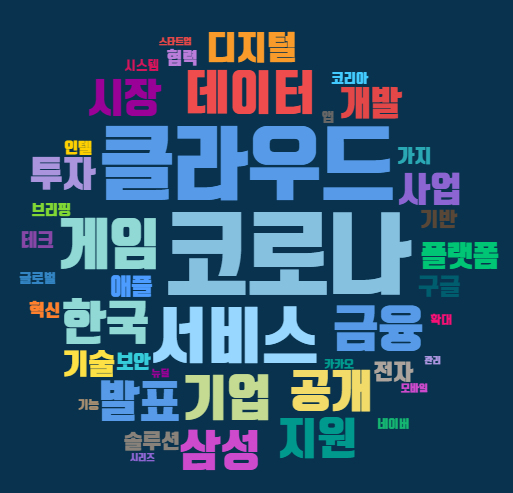 스타트업
협력
디지털
시스템
시장
데이터
코리아
앱
개발
인텔
투자
클라우드
가지
사업
브리핑
테크
게임
코로나
기반
플랫폼
글로벌
애플
구글
혁신
한국
서비스
금융
확대
기술
보안
뉴딜
카카오
전자
관리
모바일
기능
발표
기업
공개
솔루션
시리즈
삼성
지원
네이버